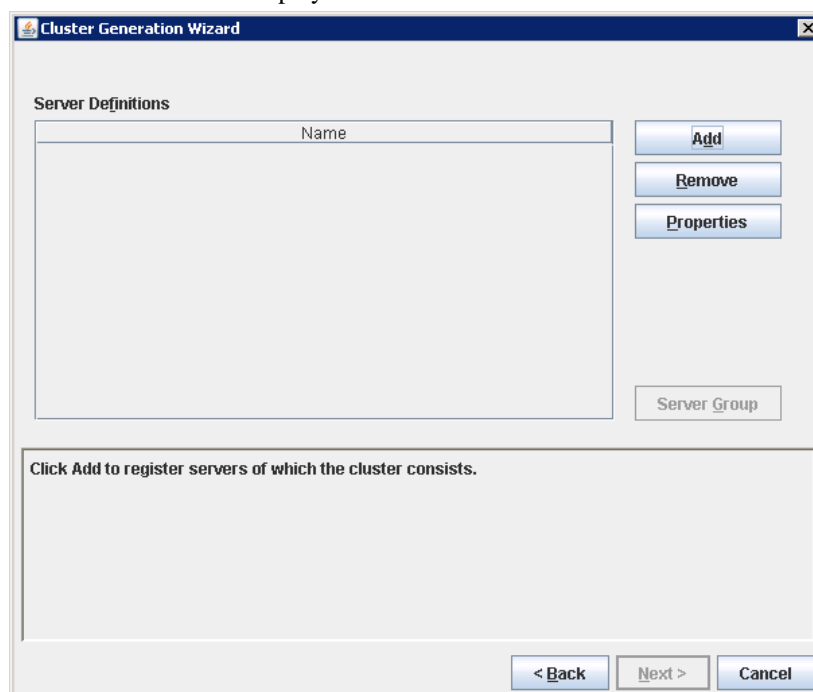 Cluster Generation Wizard
Server Definitions
Name
Add
Remove
Properties
Server Group
Click Add to register servers of which the cluster consists.
< Back
Next >
Cancel